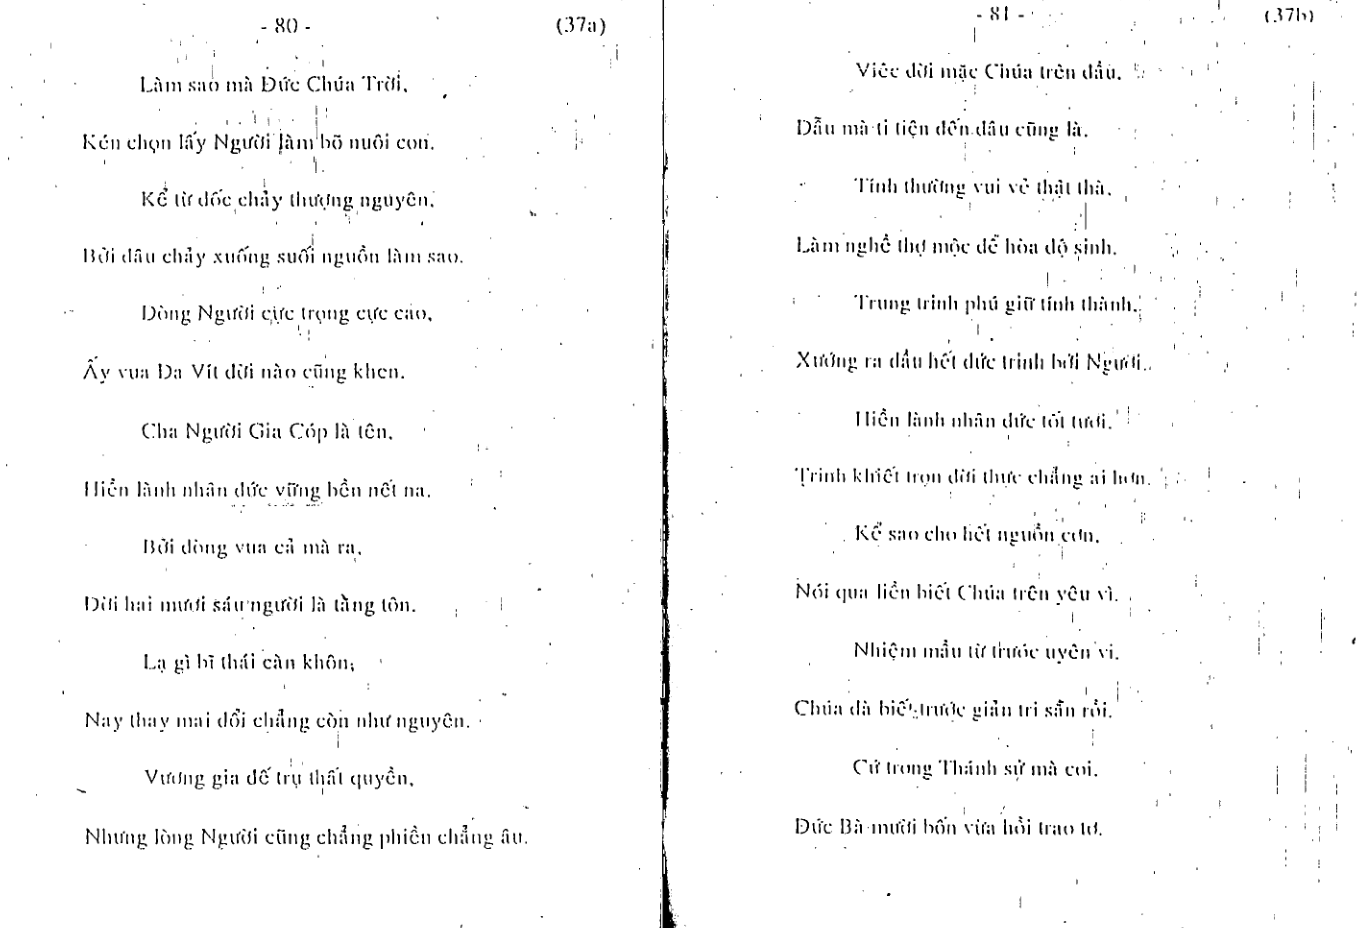 - 80 - (37a)
Làm sao mà Đức Chúa Trời,
Kén chọn lấy Người làm bõ nuôi con.
Kể từ dốc chảy thượng nguyên,
Bởi đâu chảy xuống suối nguồn làm sao.
Dòng Người cực trọng cực cao,
Ấy vua Đa Vít đời nào cũng khen.
Cha Người Gia Cóp là tên,
Hiền lành nhân đức vững bền nết na.
Bởi dòng vua cả mà ra,
Đời hai mươi sáu người là tằng tôn.
Lạ gì bĩ thái càn khôn,
Nay thay mai đổi chẳng còn như nguyên.
Vương gia đế trụ thất quyền,
Nhưng lòng Người cũng chẳng phiền chẳng âu.
- 81 - (37b)
Việc đời mặc Chúa trên đầu,
Dẫu mà ti tiện đến đâu cũng là.
Tính thường vui vẻ thật thà,
Làm nghề thợ mộc để hòa độ sinh.
Trung trinh phú giữ tính thành,
Xướng ra đầu hết đức trinh bởi Người.
Hiền lành nhân đức tốt tươi,
Trinh khiết trọn đời thực chẳng ai hơn.
Kể sao cho hết nguồn cơn,
Nói qua liền biết Chúa trên yêu vì.
Nhiệm mầu từ trước uyên vi,
Chúa đà biết trước giản tri sẵn rồi.
Cứ trong Thánh sử mà coi,
Đức Bà mười bốn vừa hồi trao tơ.